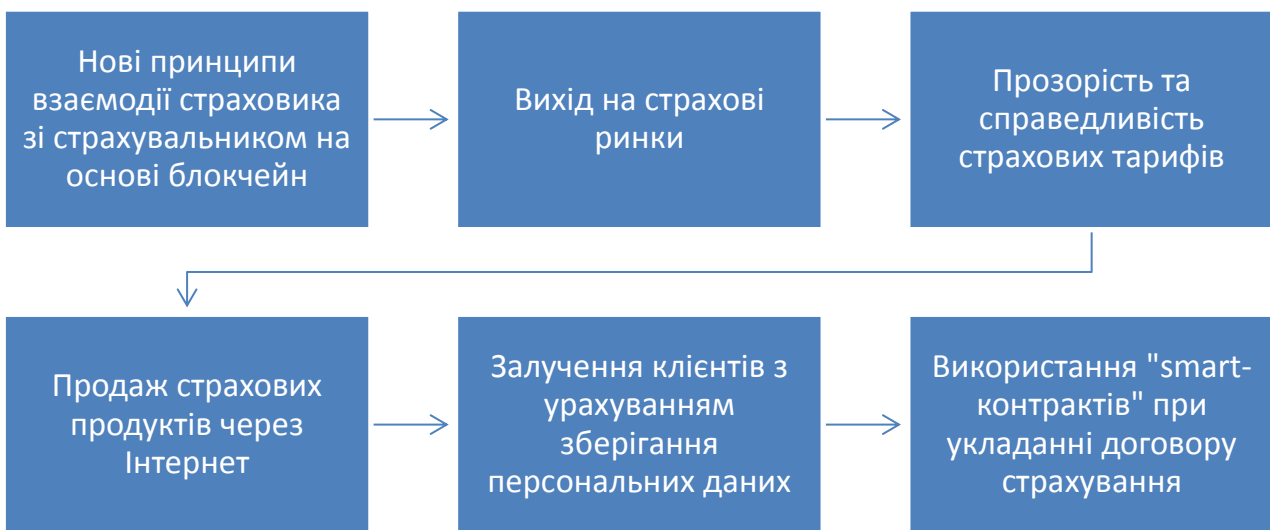 Нові принципи
взаємодії страховика
зі страхувальником на
основі блокчейн
Вихід на страхові
ринки
Прозорість та
справедливість
страхових тарифів
Продаж страхових
продуктів через
Інтернет
Залучення клієнтів з
урахуванням
зберігання
персональних даних
Використання "smart-
контрактів" при
укладанні договору
страхування